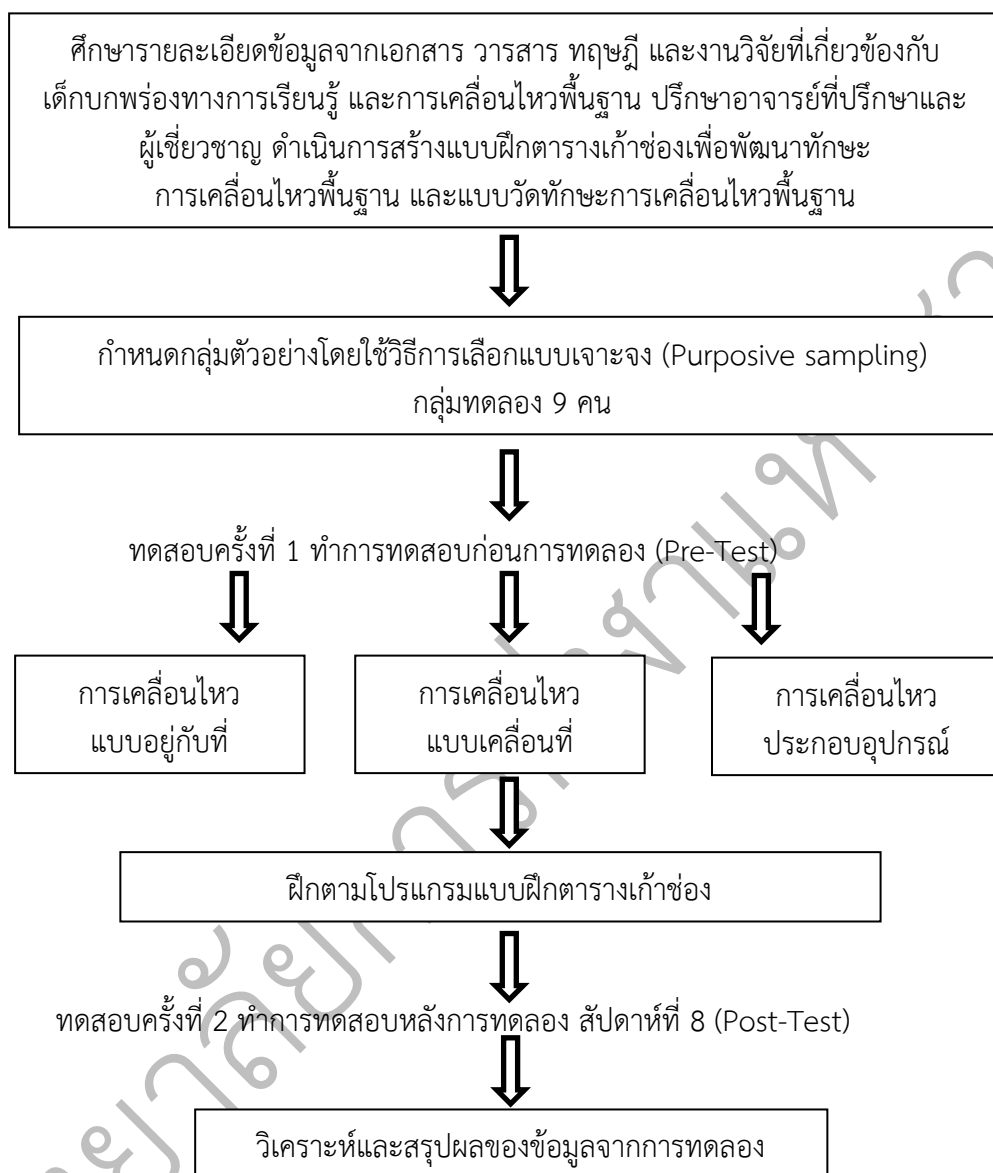 ศึกษารายละเอียดข้อมูลจากเอกสาร วารสาร ทฤษฎี และงานวิจัยที่เกี่ยวข้องกับ
เด็กบกพร่องทางการเรียนรู้ และการเคลื่อนไหวพื้นฐาน ปรึกษาอาจารย์ที่ปรึกษาและ
ผู้เชี่ยวชาญ ดำเนินการสร้างแบบฝึกตารางเก้าช่องเพื่อพัฒนาทักษะ
การเคลื่อนไหวพื้นฐาน และแบบวัดทักษะการเคลื่อนไหวพื้นฐาน
กำหนดกลุ่มตัวอย่างโดยใช้วิธีการเลือกแบบเจาะจง (Purposive sampling)
กลุ่มทดลอง 9 คน
ทดสอบครั้งที่ 1 ทำการทดสอบก่อนการทดลอง (Pre-Test)
การเคลื่อนไหว
แบบอยู่กับที่
การเคลื่อนไหว
แบบเคลื่อนที่
การเคลื่อนไหว
ประกอบอุปกรณ์
ฝึกตามโปรแกรมแบบฝึกตารางเก้าช่อง
ทดสอบครั้งที่ 2 ทำการทดสอบหลังการทดลอง สัปดาห์ที่ 8 (Post-Test)
วิเคราะห์และสรุปผลของข้อมูลจากการทดลอง